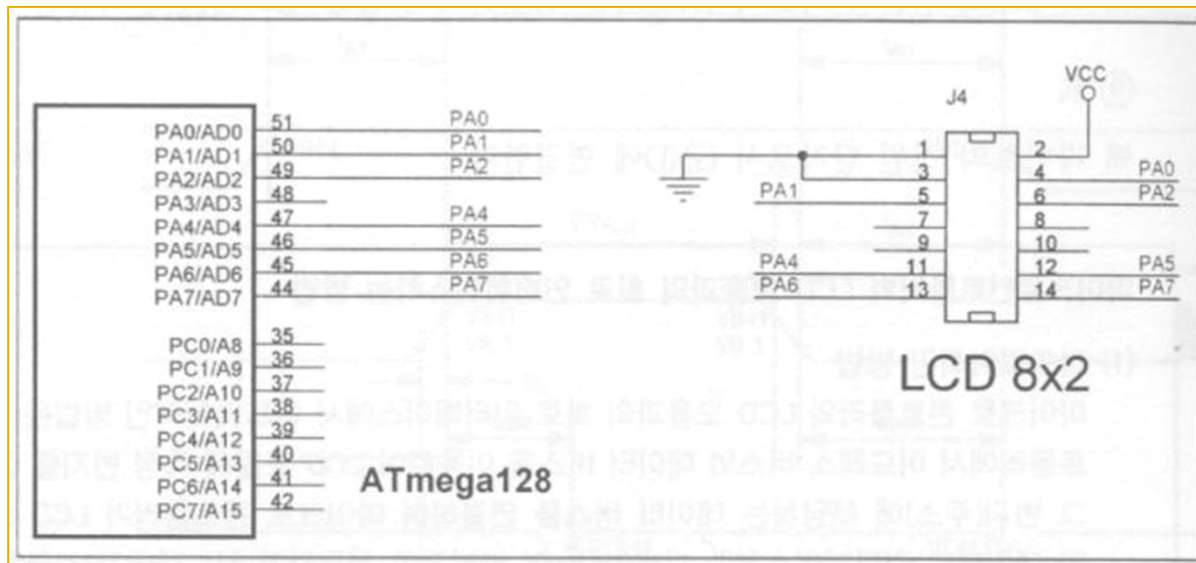 PA0/AD0 51 PA0
PA1/AD1 50 PA1
PA2/AD2 49 PA2
PA3/AD3 48
PA4/AD4 47 PA4
PA5/AD5 46 PA5
PA6/AD6 45 PA6
PA7/AD7 44 PA7
PC0/A8 35
PC1/A9 36
PC2/A10 37
PC3/A11 38
PC4/A12 39
PC5/A13 40
PC6/A14 41
PC7/A15 42
ATmega128
VCC
J4
2
3 4 PA0
PA1 5 6 PA2
7 8
9 10
PA4 11 12 PA5
PA6 13 14 PA7
LCD 8x2